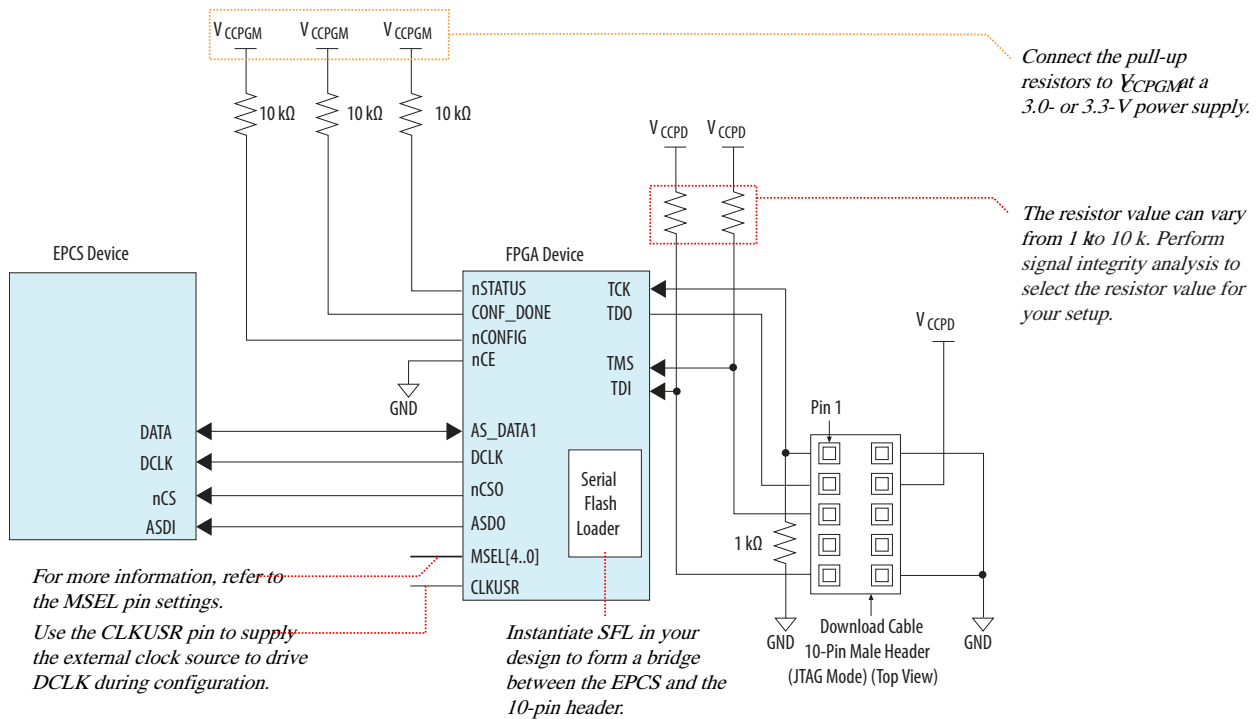 V CCPGM V CCPGM V CCPGM
Connect the pull-up
resistors to VCCPGM at a
3.0- or 3.3-V power supply.
10 kΩ 10 kΩ 10 kΩ
V CCPD V CCPD
The resistor value can vary
from 1 k to 10 k. Perform
signal integrity analysis to
select the resistor value for
your setup.
EPCS Device
FPGA Device
nSTATUS TCK
CONF_DONE TDO
nCONFIG
nCE TMS
TDI
GND
V CCPD
Pin 1
DATA AS_DATA1
DCLK DCLK
nCS nCSO
ASDI ASDO
MSEL[4..0]
CLKUSR
Serial
Flash
Loader
1 kΩ
For more information, refer to
the MSEL pin settings.
Use the CLKUSR pin to supply
the external clock source to drive
DCLK during configuration.
Instantiate SFL in your
design to form a bridge
between the EPCS and the
10-pin header.
GND
Download Cable
10-Pin Male Header
(JTAG Mode) (Top View)
GND